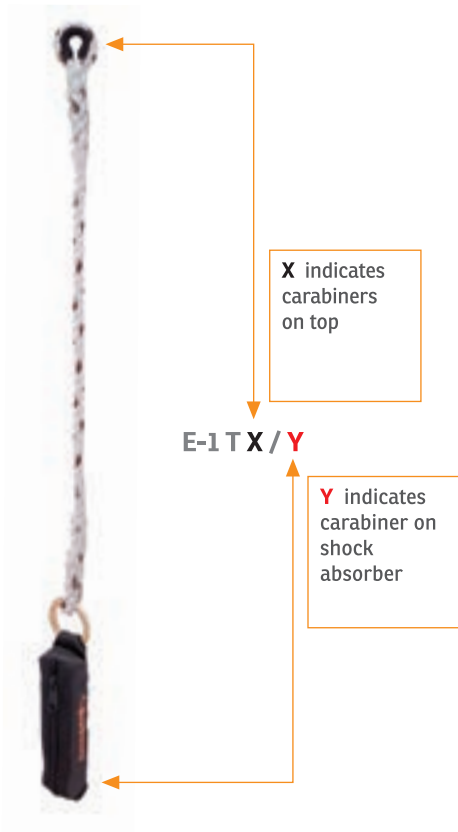 X indicates
carabiners
on top
E-1 T X / Y
Y indicates
carabiner on
shock
absorber